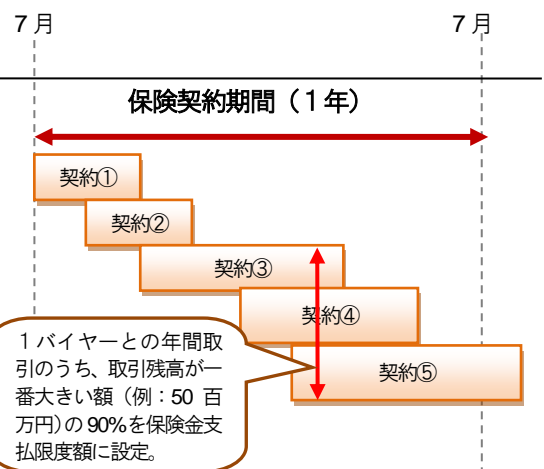 7月
7月
保険契約期間（１年）
契約①
契約②
契約③
契約④
契約⑤
１バイヤーとの年間取
引のうち、取引残高が一
番大きい額（例：50 百
万円）の 90%を保険金支
払限度額に設定。